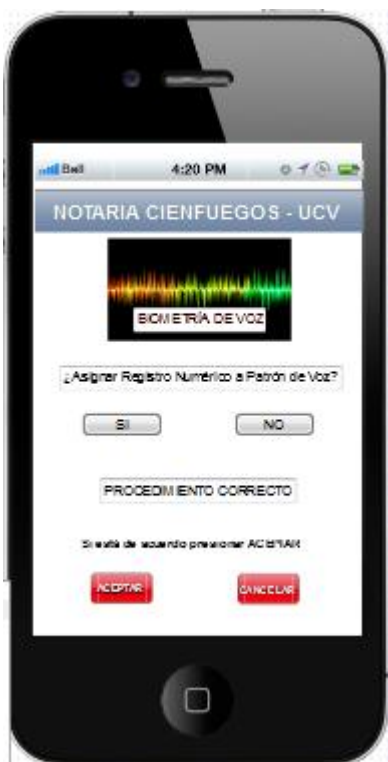 Bell 4:20 PM
NOTARIA CIENFUEGOS - UCV
BIOMETRÍA DE VOZ
¿Asignar Registro Numérico a Patrón de Voz?
SI NO
PROCEDIMIENTO CORRECTO
Si está de acuerdo presionar ACEPTAR
ACEPTAR CANCELAR